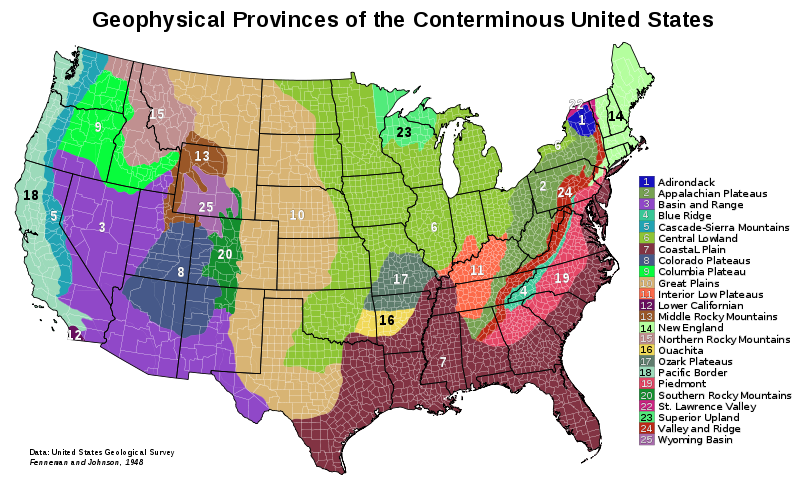 Geophysical Provinces of the Conterminous United States
22
15
1
14
9
23
6
13
2
24
18
25
5
10
3
6
20
8
11
17
19
4
16
12
7
1 Adirondack
2 Appalachian Plateaus
3 Basin and Range
4 Blue Ridge
5 Cascade-Sierra Mountains
6 Central Lowland
7 CoastaL Plain
8 Colorado Plateaus
9 Columbia Plateau
10 Great Plains
11 Interior Low Plateaus
12 Lower Californian
13 Middle Rocky Mountains
14 New England
15 Northern Rocky Mountains
16 Ouachita
17 Ozark Plateaus
18 Pacific Border
19 Piedmont
20 Southern Rocky Mountains
22 St. Lawrence Valley
23 Superior Upland
24 Valley and Ridge
25 Wyoming Basin
Data: United States Geological Survey
Fenneman and Johnson, 1948